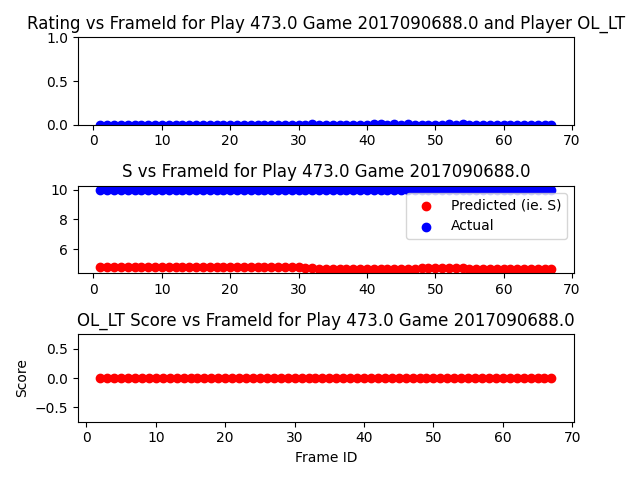 Rating vs FrameId for Play 473.0 Game 2017090688.0 and Player OL_LT
1.0
0.5
0.0
0 10 20 30 40 50 60 70
S vs FrameId for Play 473.0 Game 2017090688.0
10
8
6
Predicted (ie. S)
Actual
0 10 20 30 40 50 60 70
OL_LT Score vs FrameId for Play 473.0 Game 2017090688.0
Score
0.5
0.0
−0.5
0 10 20 30 40 50 60 70
Frame ID